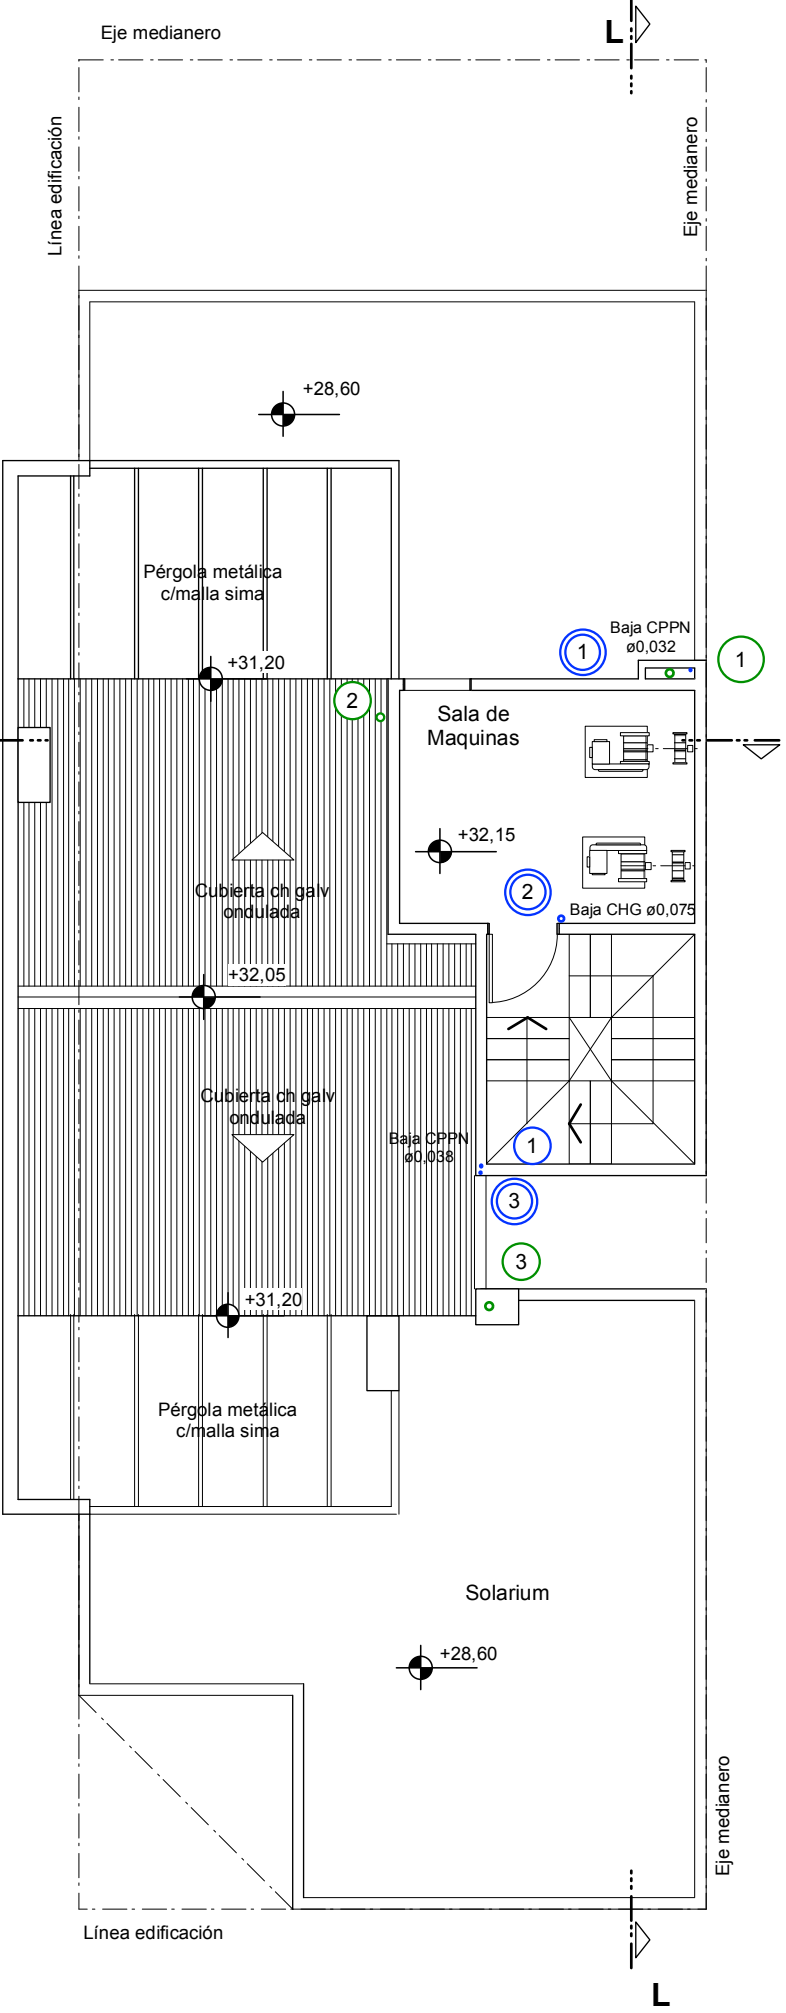 Eje medianero
L
Línea edificación
Eje medianero
+28,60
Pérgola metálica
c/malla sima
Baja CPPN
ø0,032
1
1
+31,20
2
Sala de
Maquinas
+32,15
Cubierta ch galv
ondulada
2
Baja CHG ø0,075
+32,05
Cubierta ch galv
ondulada
Baja CPPN
ø0,038
1
3
3
+31,20
Pérgola metálica
c/malla sima
Solarium
+28,60
Eje medianero
Línea edificación
L